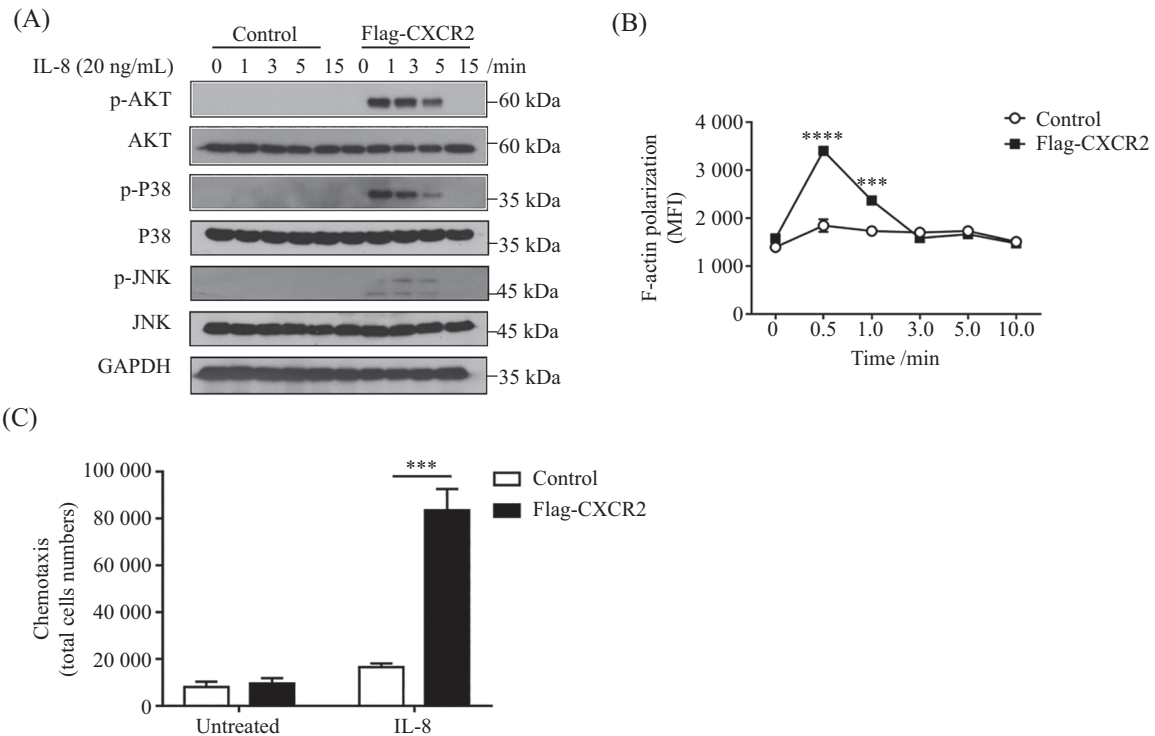 (A)
Control Flag-CXCR2
IL-8 (20 ng/mL) 0 1 3 5 15 0 1 3 5 15 /min
p-AKT 60 kDa
AKT 60 kDa
p-P38 35 kDa
P38 35 kDa
p-JNK 45 kDa
JNK 45 kDa
GAPDH 35 kDa
(B)
Control
Flag-CXCR2
F-actin polarization
(MFI)
4 000
3 000
2 000
1 000
0
****
***
0 0.5 1.0 3.0 5.0 10.0
Time /min
(C)
Chemotaxis
(total cells numbers)
100 000
80 000
60 000
40 000
20 000
0
***
Control
Flag-CXCR2
Untreated IL-8